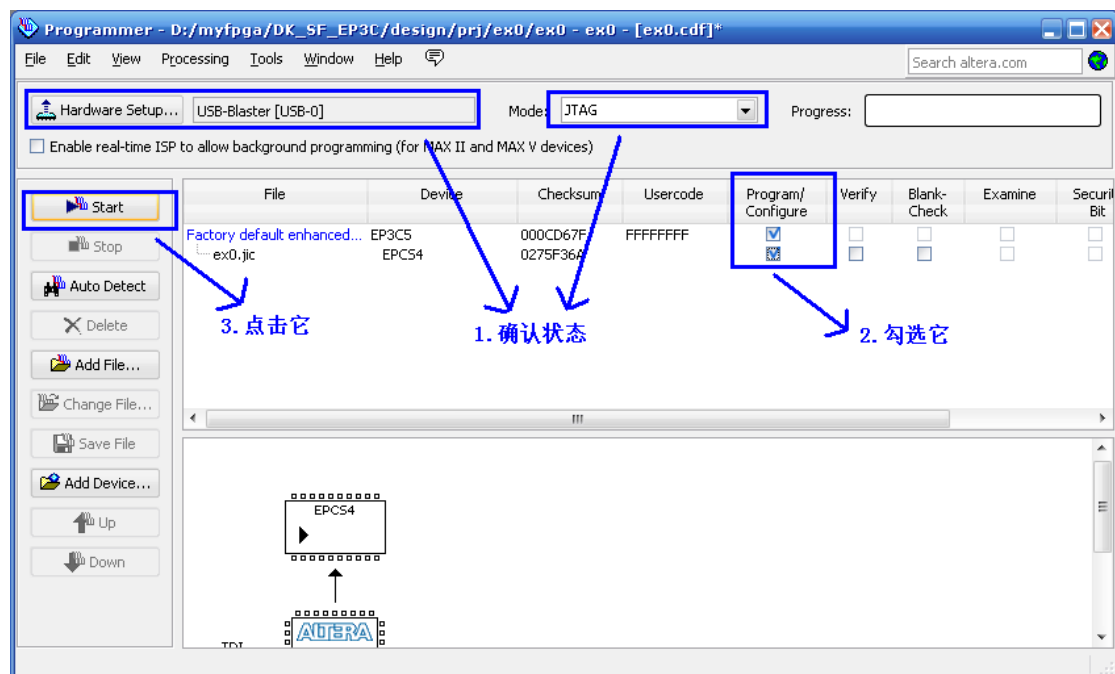 Programmer - D:/myfpga/DK_SF_EP3C/design/prj/ex0/ex0 - ex0 - [ex0.cdf]*
File Edit View Processing Tools Window Help
Search altera.com
Hardware Setup... USB-Blaster [USB-0] Mode: JTAG Progress:
Enable real-time ISP to allow background programming (for MAX II and MAX V devices)
Start
Stop
Auto Detect
Delete
Add File...
Change File...
Save File
Add Device...
Up
Down
File Device Checksum Usercode Program/ Verify Blank- Examine Securit
Configure Check Bit
Factory default enhanced... EP3C5 000CD67F FFFFFFFF
ex0.jic EPCS4 0275F36A
3.点击它
1.确认状态
2.勾选它
EPCS4
ALTERA
TDI